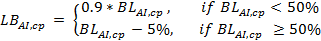 LB_{AI,cp} = { 0.9 * BL_{AI,cp} , if BL_{AI,cp} < 50%
BL_{AI,cp} − 5%, if BL_{AI,cp} ≥ 50%